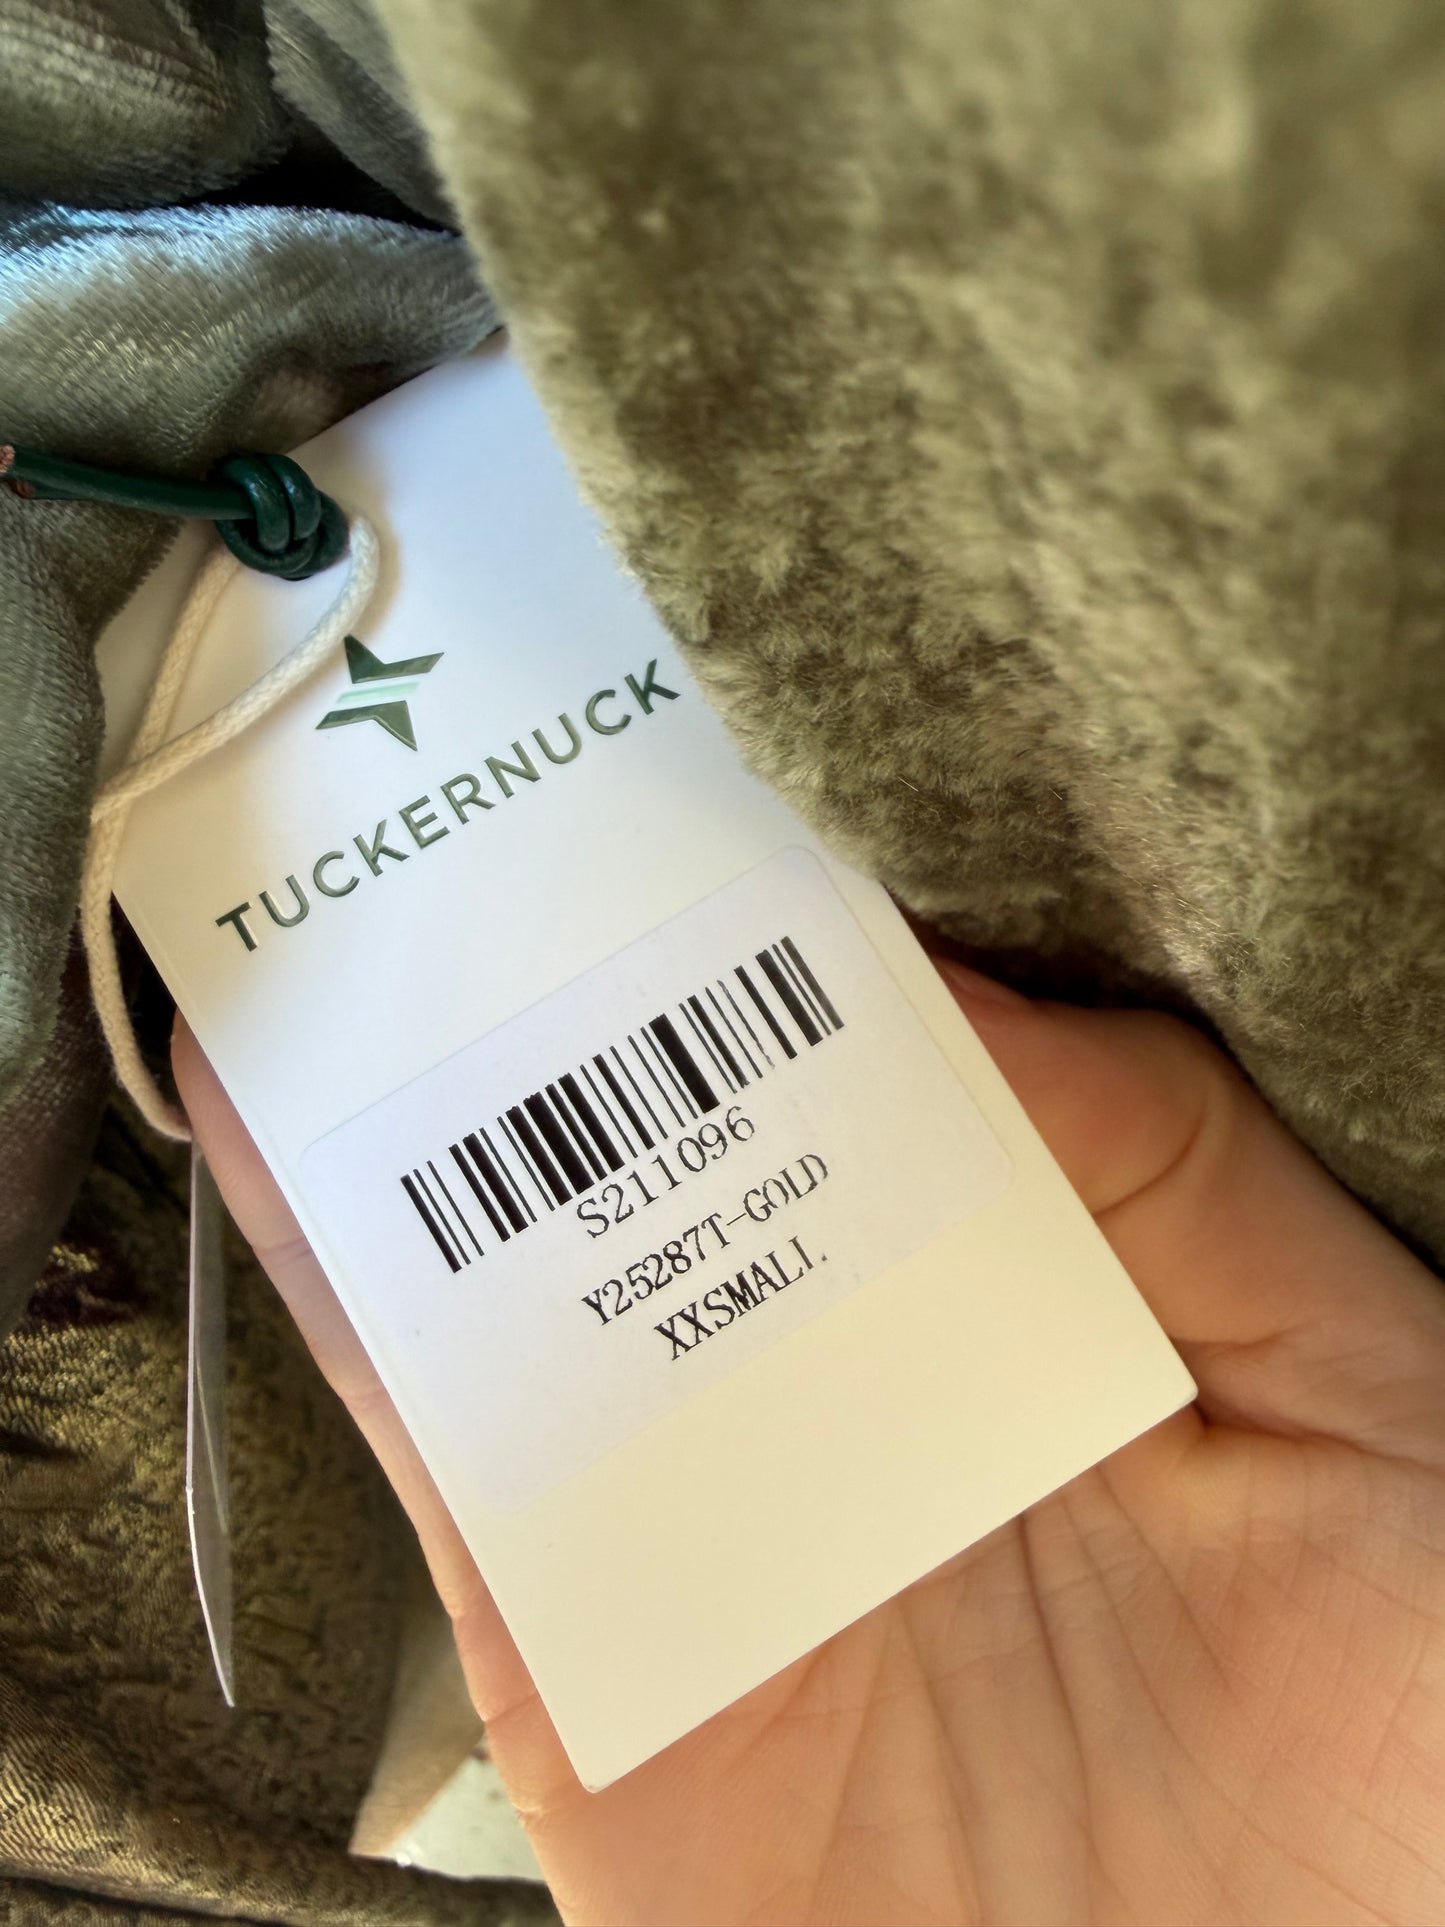 TUCKERNUCK
S211096
Y25287T-GOLD
XXSMALL